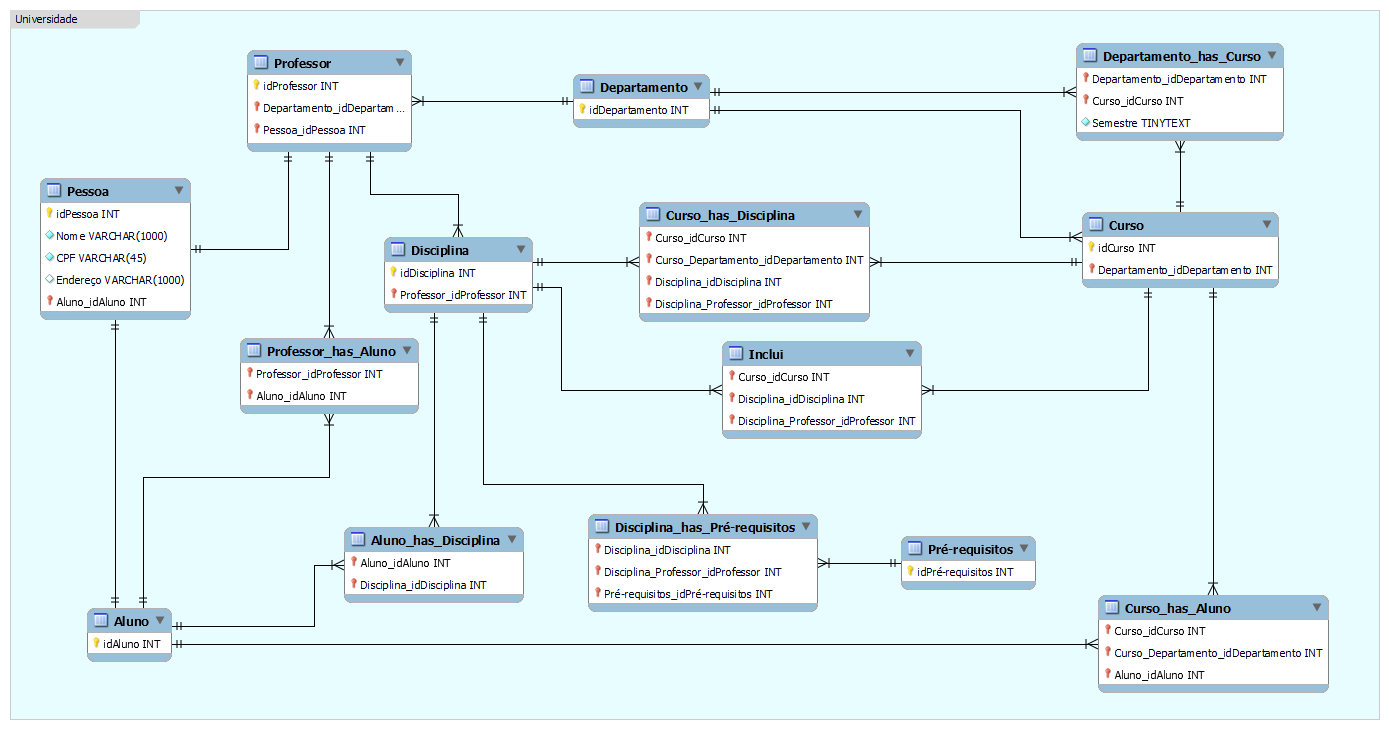 Universidade
Professor
idProfessor INT
Departamento_idDepartam ...
Pessoa_idPessoa INT
Departamento
idDepartamento INT
Departamento_has_Curso
Departamento_idDepartamento INT
Curso_idCurso INT
Semestre TINYTEXT
Pessoa
idPessoa INT
Nome VARCHAR(1000)
CPF VARCHAR(45)
Endereço VARCHAR(1000)
Aluno_idAluno INT
Disciplina
idDisciplina INT
Professor_idProfessor INT
Curso_has_Disciplina
Curso_idCurso INT
Curso_Departamento_idDepartamento INT
Disciplina_idDisciplina INT
Disciplina_Professor_idProfessor INT
Curso
idCurso INT
Departamento_idDepartamento INT
Professor_has_Aluno
Professor_idProfessor INT
Aluno_idAluno INT
Inclui
Curso_idCurso INT
Disciplina_idDisciplina INT
Disciplina_Professor_idProfessor INT
Aluno_has_Disciplina
Aluno_idAluno INT
Disciplina_idDisciplina INT
Disciplina_has_Pré-requisitos
Disciplina_idDisciplina INT
Disciplina_Professor_idProfessor INT
Pré-requisitos_idPré-requisitos INT
Pré-requisitos
idPré-requisitos INT
Aluno
idAluno INT
Curso_has_Aluno
Curso_idCurso INT
Curso_Departamento_idDepartamento INT
Aluno_idAluno INT